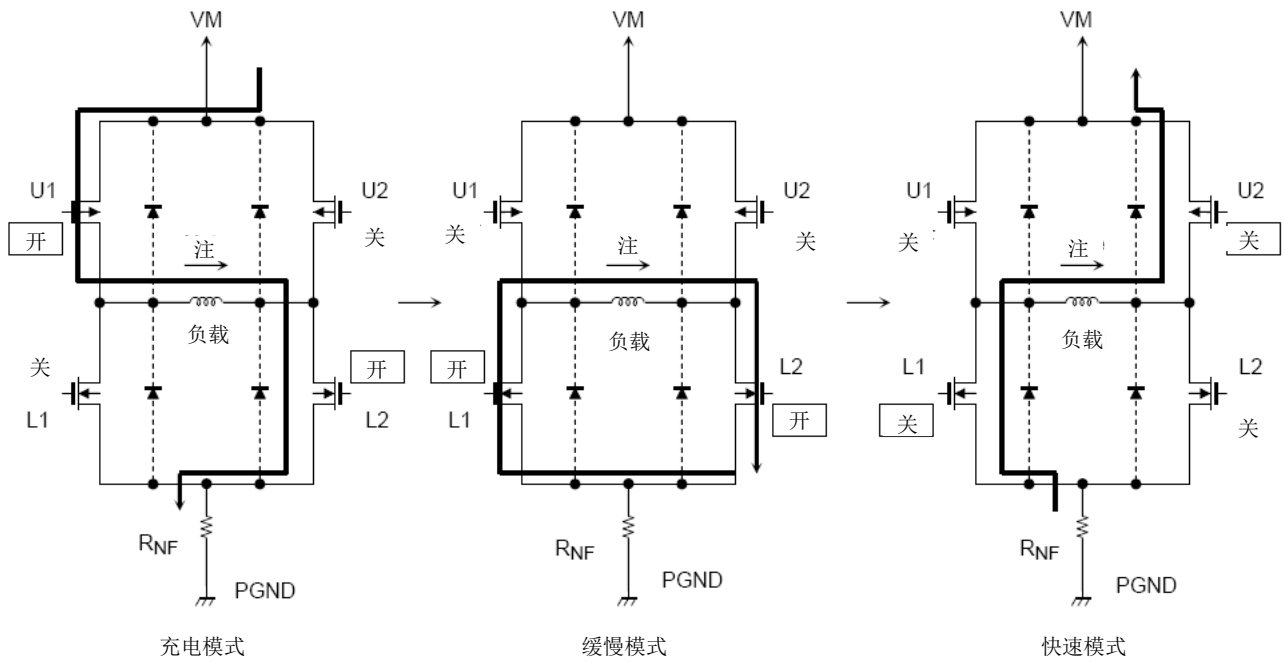 VM
U1
开
U2
关
注
负载
关
L1
开
L2
RNF
PGND
充电模式
VM
U1
关
U2
关
注
负载
开
L1
L2
开
RNF
PGND
缓慢模式
VM
U1
关
U2
关
注
负载
L1
关
L2
关
RNF
PGND
快速模式